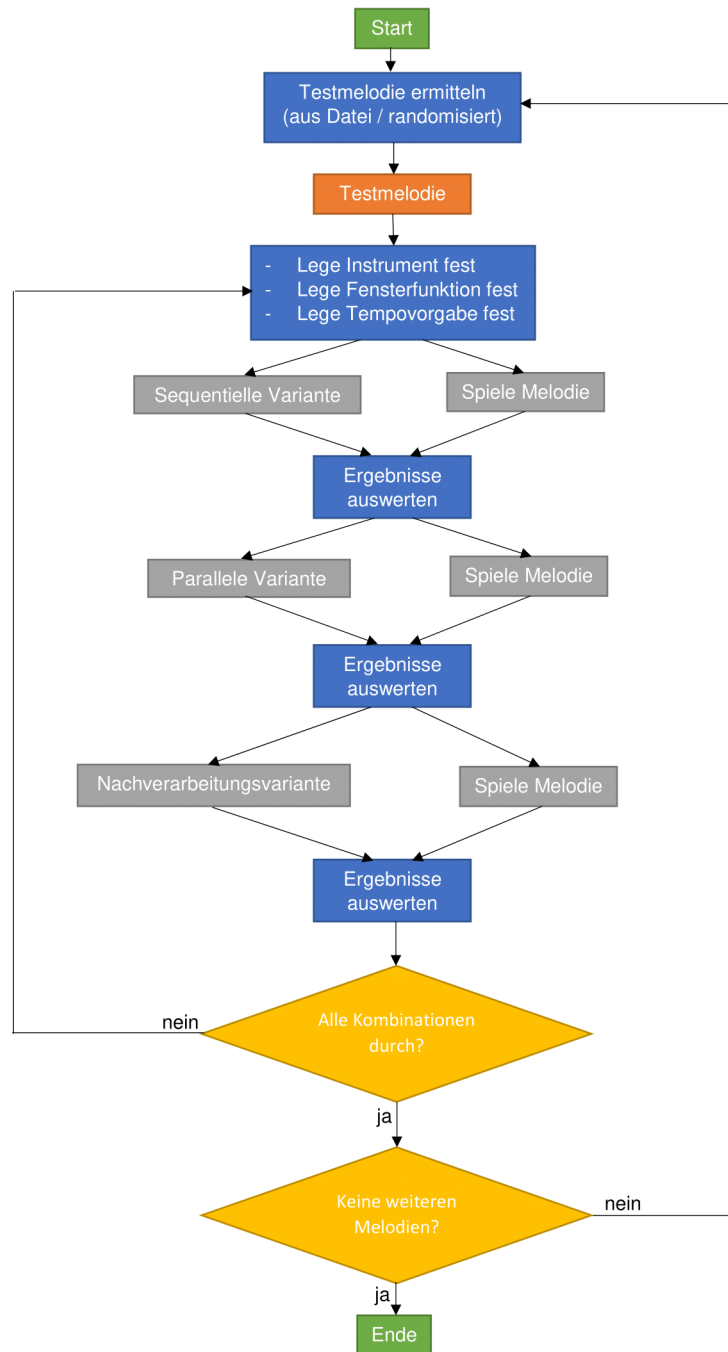 Start
Testmelodie ermitteln
(aus Datei / randomisiert)
Testmelodie
- Lege Instrument fest
- Lege Fensterfunktion fest
- Lege Tempovorgabe fest
Sequentielle Variante
Spiele Melodie
Ergebnisse
auswerten
Parallele Variante
Spiele Melodie
Ergebnisse
auswerten
Nachverarbeitungsvariante
Spiele Melodie
Ergebnisse
auswerten
nein
Alle Kombinationen
durch?
ja
Keine weiteren
Melodien?
nein
ja
Ende